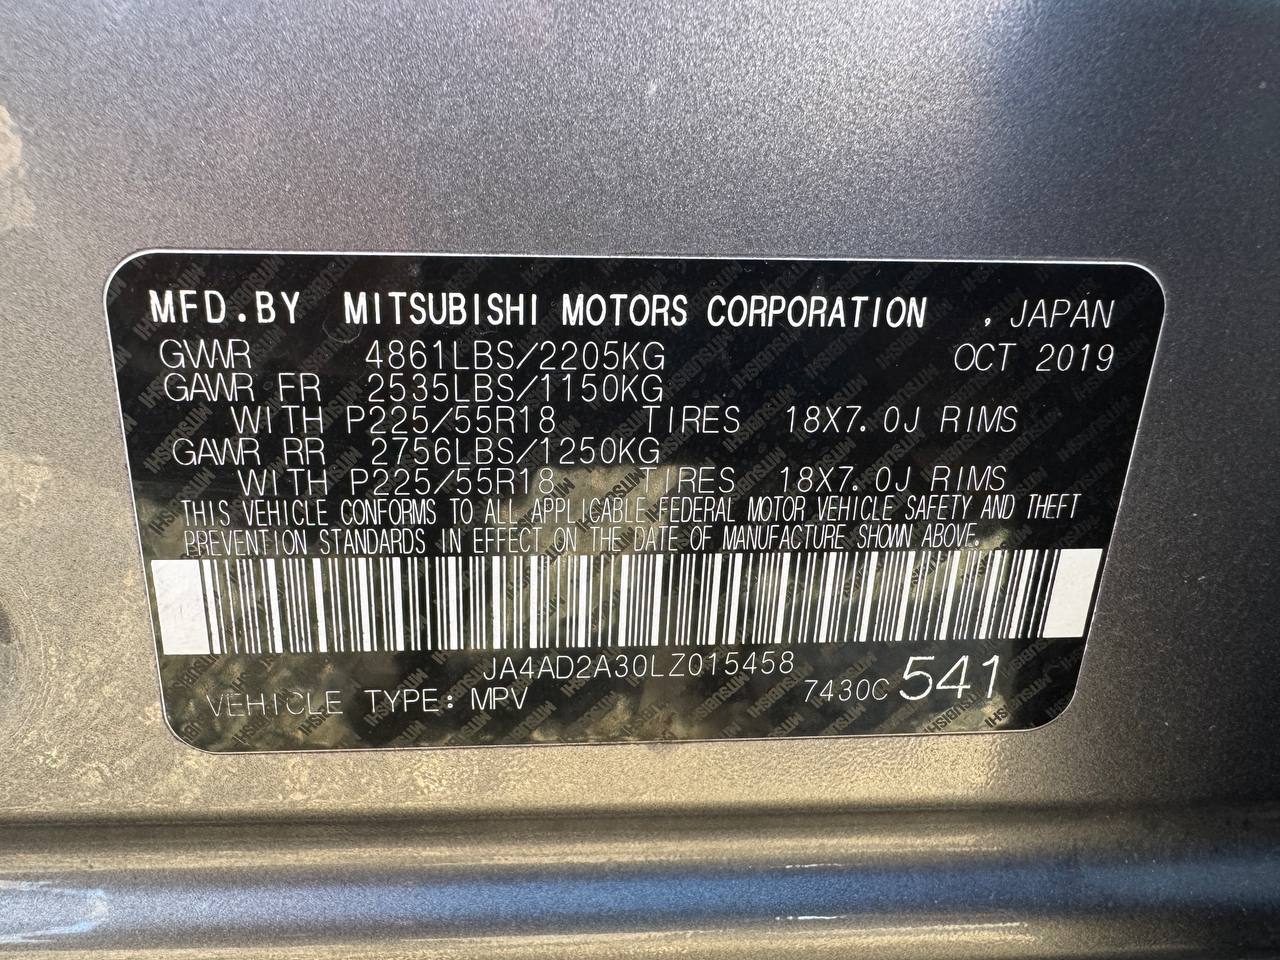 MFD.BY MITSUBISHI MOTORS CORPORATION , JAPAN
GVWR 4861LBS/2205KG OCT 2019
GAWR FR 2535LBS/1150KG
WITH P225/55R18 TIRES 18X7.0J RIMS
GAWR RR 2756LBS/1250KG
WITH P225/55R18 TIRES 18X7.0J RIMS
THIS VEHICLE CONFORMS TO ALL APPLICABLE FEDERAL MOTOR VEHICLE SAFETY AND THEFT
PREVENTION STANDARDS IN EFFECT ON THE DATE OF MANUFACTURE SHOWN ABOVE.
JA4AD2A30LZ015458
VEHICLE TYPE: MPV 7430C 541